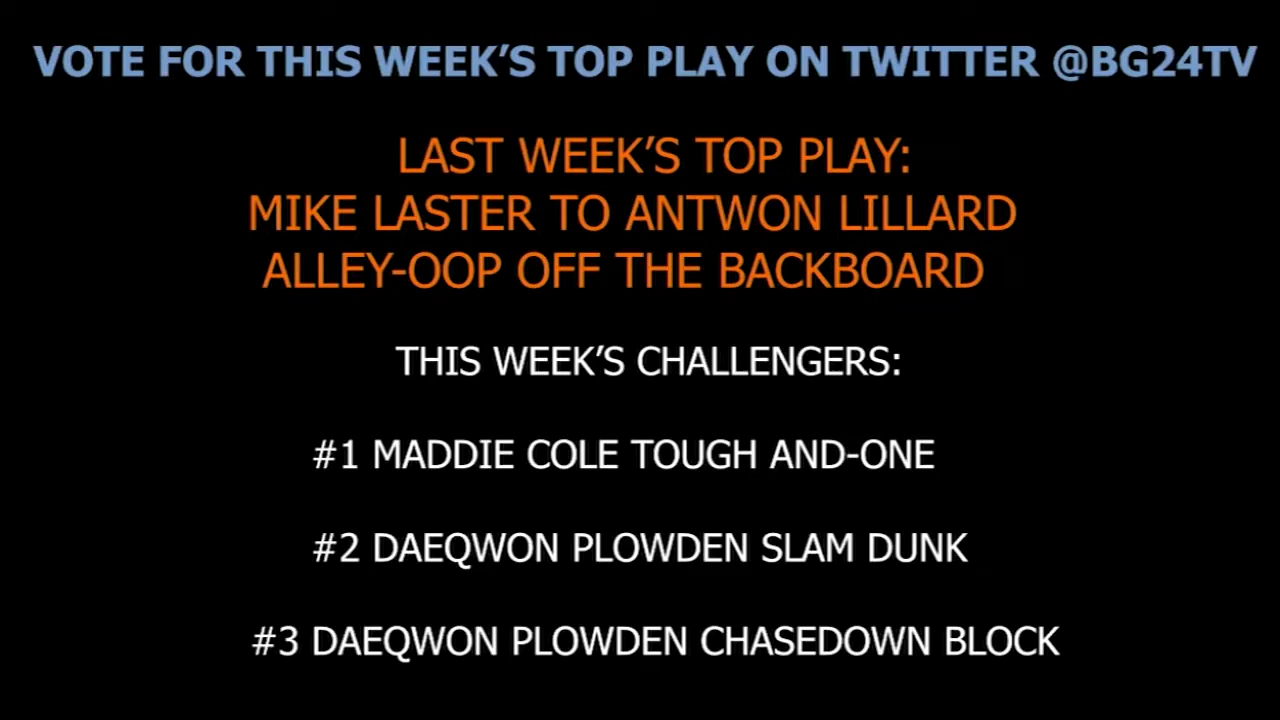 VOTE FOR THIS WEEK’S TOP PLAY ON TWITTER @BG24TV
LAST WEEK’S TOP PLAY:
MIKE LASTER TO ANTWON LILLARD
ALLEY-OOP OFF THE BACKBOARD
THIS WEEK’S CHALLENGERS:
#1 MADDIE COLE TOUGH AND-ONE
#2 DAEQWON PLOWDEN SLAM DUNK
#3 DAEQWON PLOWDEN CHASEDOWN BLOCK